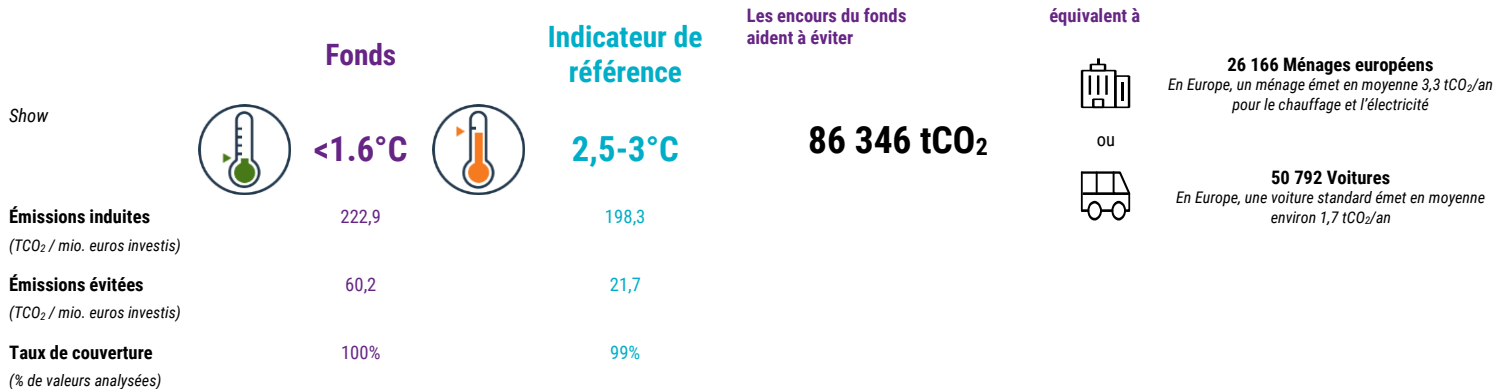 Fonds
Indicateur de
référence
Les encours du fonds
aident à éviter
équivalent à
Show
<1.6°C
2,5-3°C
86 346 tCO₂
26 166 Ménages européens
En Europe, un ménage émet en moyenne 3,3 tCO₂/an
pour le chauffage et l'électricité
ou
50 792 Voitures
En Europe, une voiture standard émet en moyenne
environ 1,7 tCO₂/an
Émissions induites
222,9
198,3
(TCO₂ / mio. euros investis)
Émissions évitées
60,2
21,7
(TCO₂ / mio. euros investis)
Taux de couverture
100%
99%
(% de valeurs analysées)